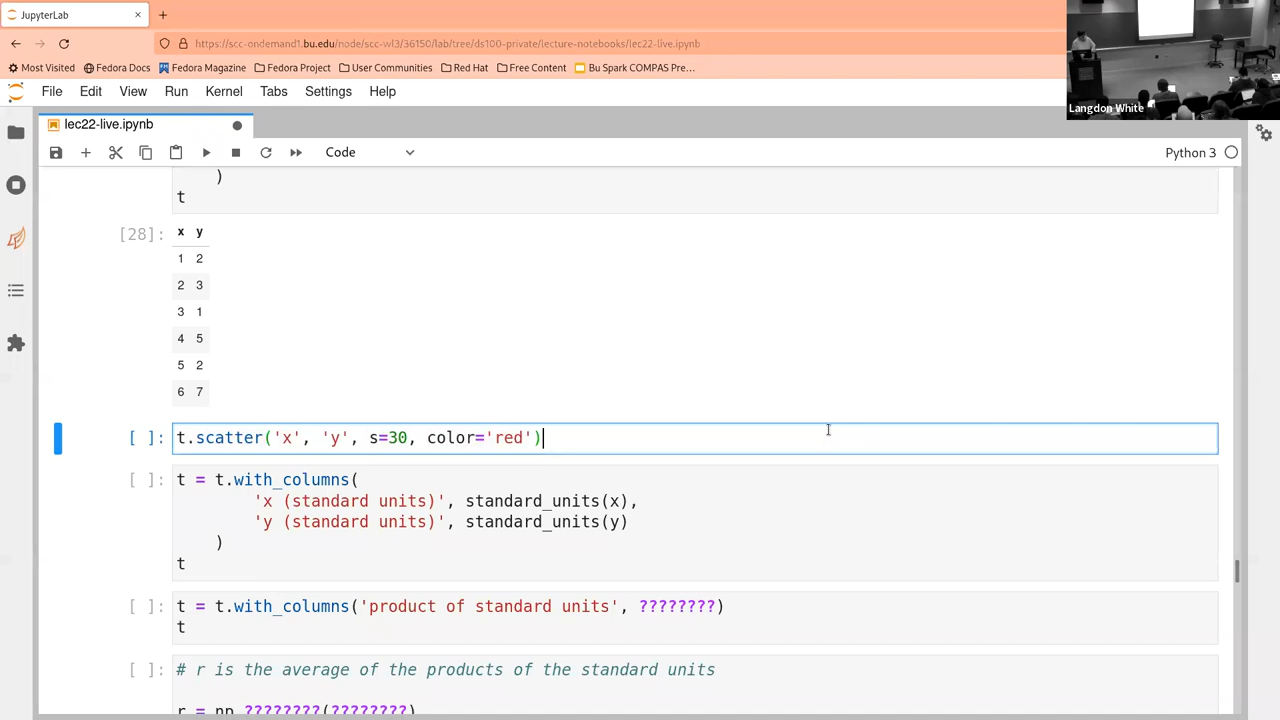 JupyterLab
https://scc-ondemand1.bu.edu/node/scc-wl3/36150/lab/tree/ds100-private/lecture-notebooks/lec22-live.ipynb
Most Visited Fedora Docs Fedora Magazine Fedora Project User Communities Red Hat Free Content Bu Spark COMPAS Pre...
Langdon White
File Edit View Run Kernel Tabs Settings Help
lec22-live.ipynb
Code Python 3
)
t
[28]: x y
1 2
2 3
3 1
4 5
5 2
6 7
[ ]: t.scatter('x', 'y', s=30, color='red')
[ ]: t = t.with_columns(
'x (standard units)', standard_units(x),
'y (standard units)', standard_units(y)
)
t
[ ]: t = t.with_columns('product of standard units', ????????)
t
[ ]: # r is the average of the products of the standard units
r = np.????????(????????)